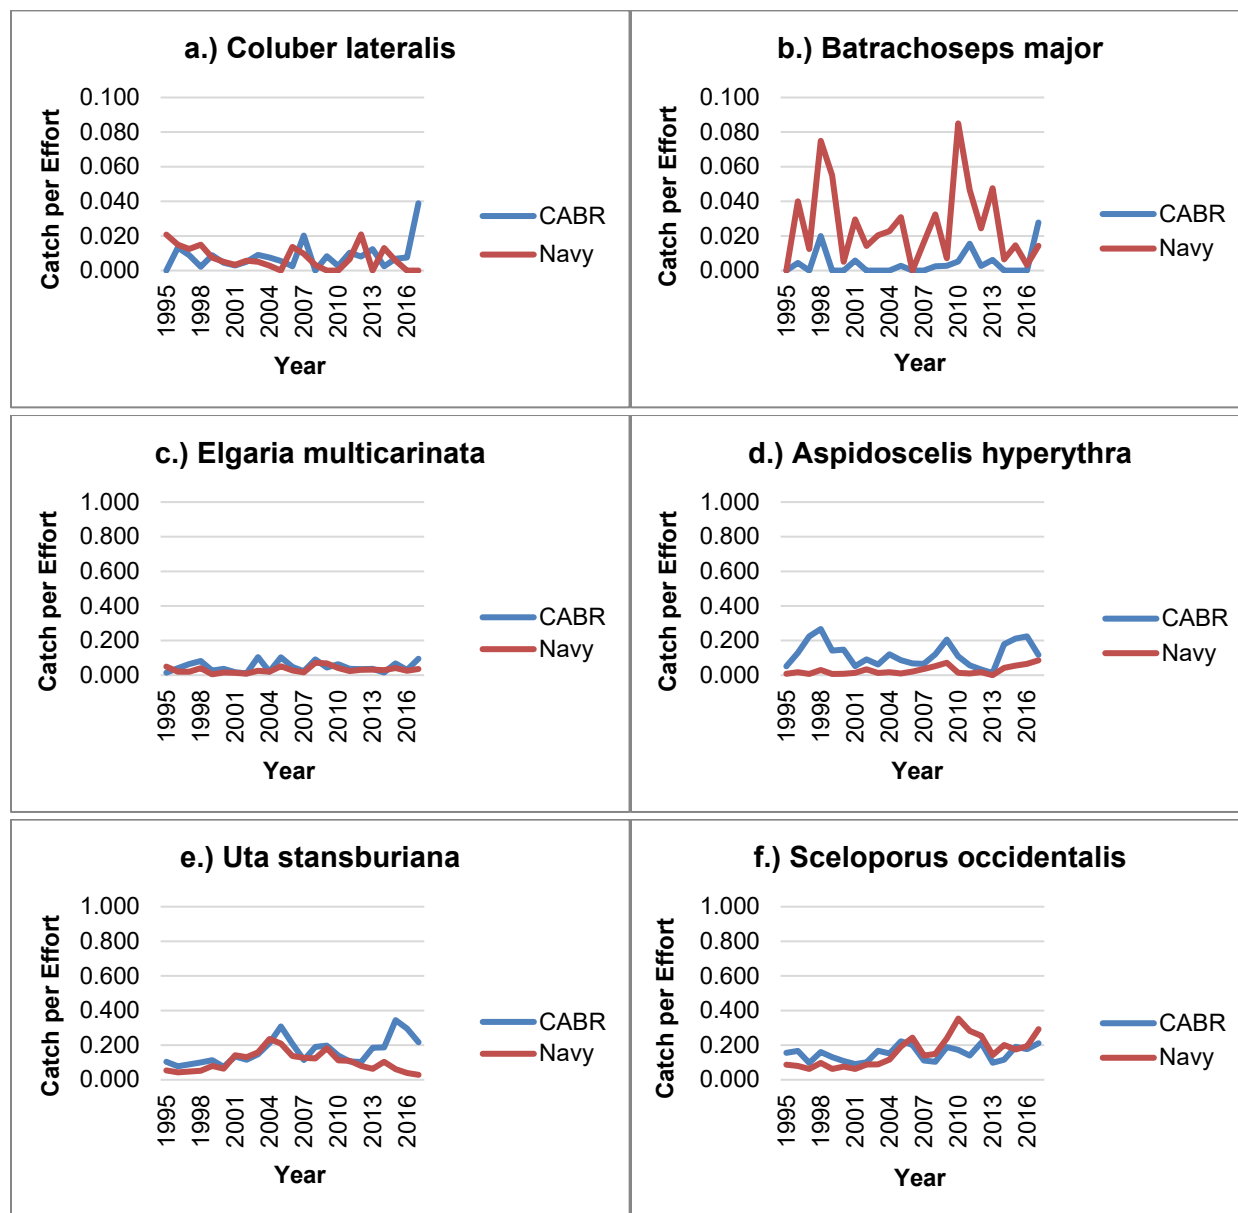 a.) Coluber lateralis
Catch per Effort
0.100
0.080
0.060
0.040
0.020
0.000
1995
1998
2001
2004
2007
2010
2013
2016
Year
CABR
Navy
b.) Batrachoseps major
Catch per Effort
0.100
0.080
0.060
0.040
0.020
0.000
1995
1998
2001
2004
2007
2010
2013
2016
Year
CABR
Navy
c.) Elgaria multicarinata
Catch per Effort
1.000
0.800
0.600
0.400
0.200
0.000
1995
1998
2001
2004
2007
2010
2013
2016
Year
CABR
Navy
d.) Aspidoscelis hyperythra
Catch per Effort
1.000
0.800
0.600
0.400
0.200
0.000
1995
1998
2001
2004
2007
2010
2013
2016
Year
CABR
Navy
e.) Uta stansburiana
Catch per Effort
1.000
0.800
0.600
0.400
0.200
0.000
1995
1998
2001
2004
2007
2010
2013
2016
Year
CABR
Navy
f.) Sceloporus occidentalis
Catch per Effort
1.000
0.800
0.600
0.400
0.200
0.000
1995
1998
2001
2004
2007
2010
2013
2016
Year
CABR
Navy